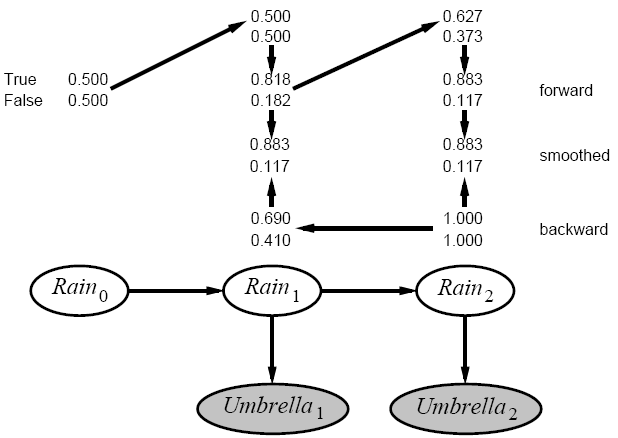 0.500 0.627
0.500 0.373
True 0.500 0.818 0.883
False 0.500 0.182 0.117 forward
0.883 0.883
0.117 0.117 smoothed
0.690 1.000
0.410 1.000 backward
Rain0 Rain1 Rain2
Umbrella1 Umbrella2